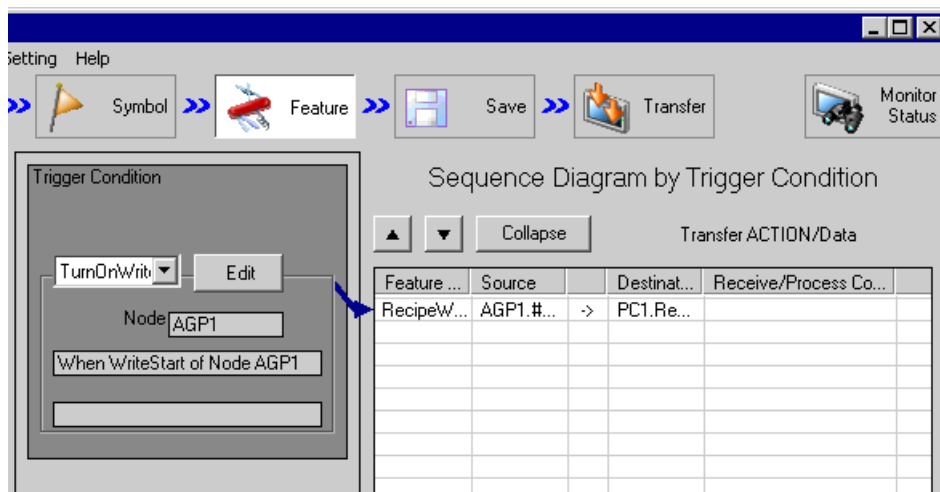 Setting Help
Symbol Feature Save Transfer Monitor Status
Trigger Condition
Sequence Diagram by Trigger Condition
Collapse Transfer ACTION/Data
TurnOnWrit Edit
Feature ... Source Destinat... Receive/Process Co...
RecipeW... AGP1.#... -> PC1.Re...
Node AGP1
When WriteStart of Node AGP1